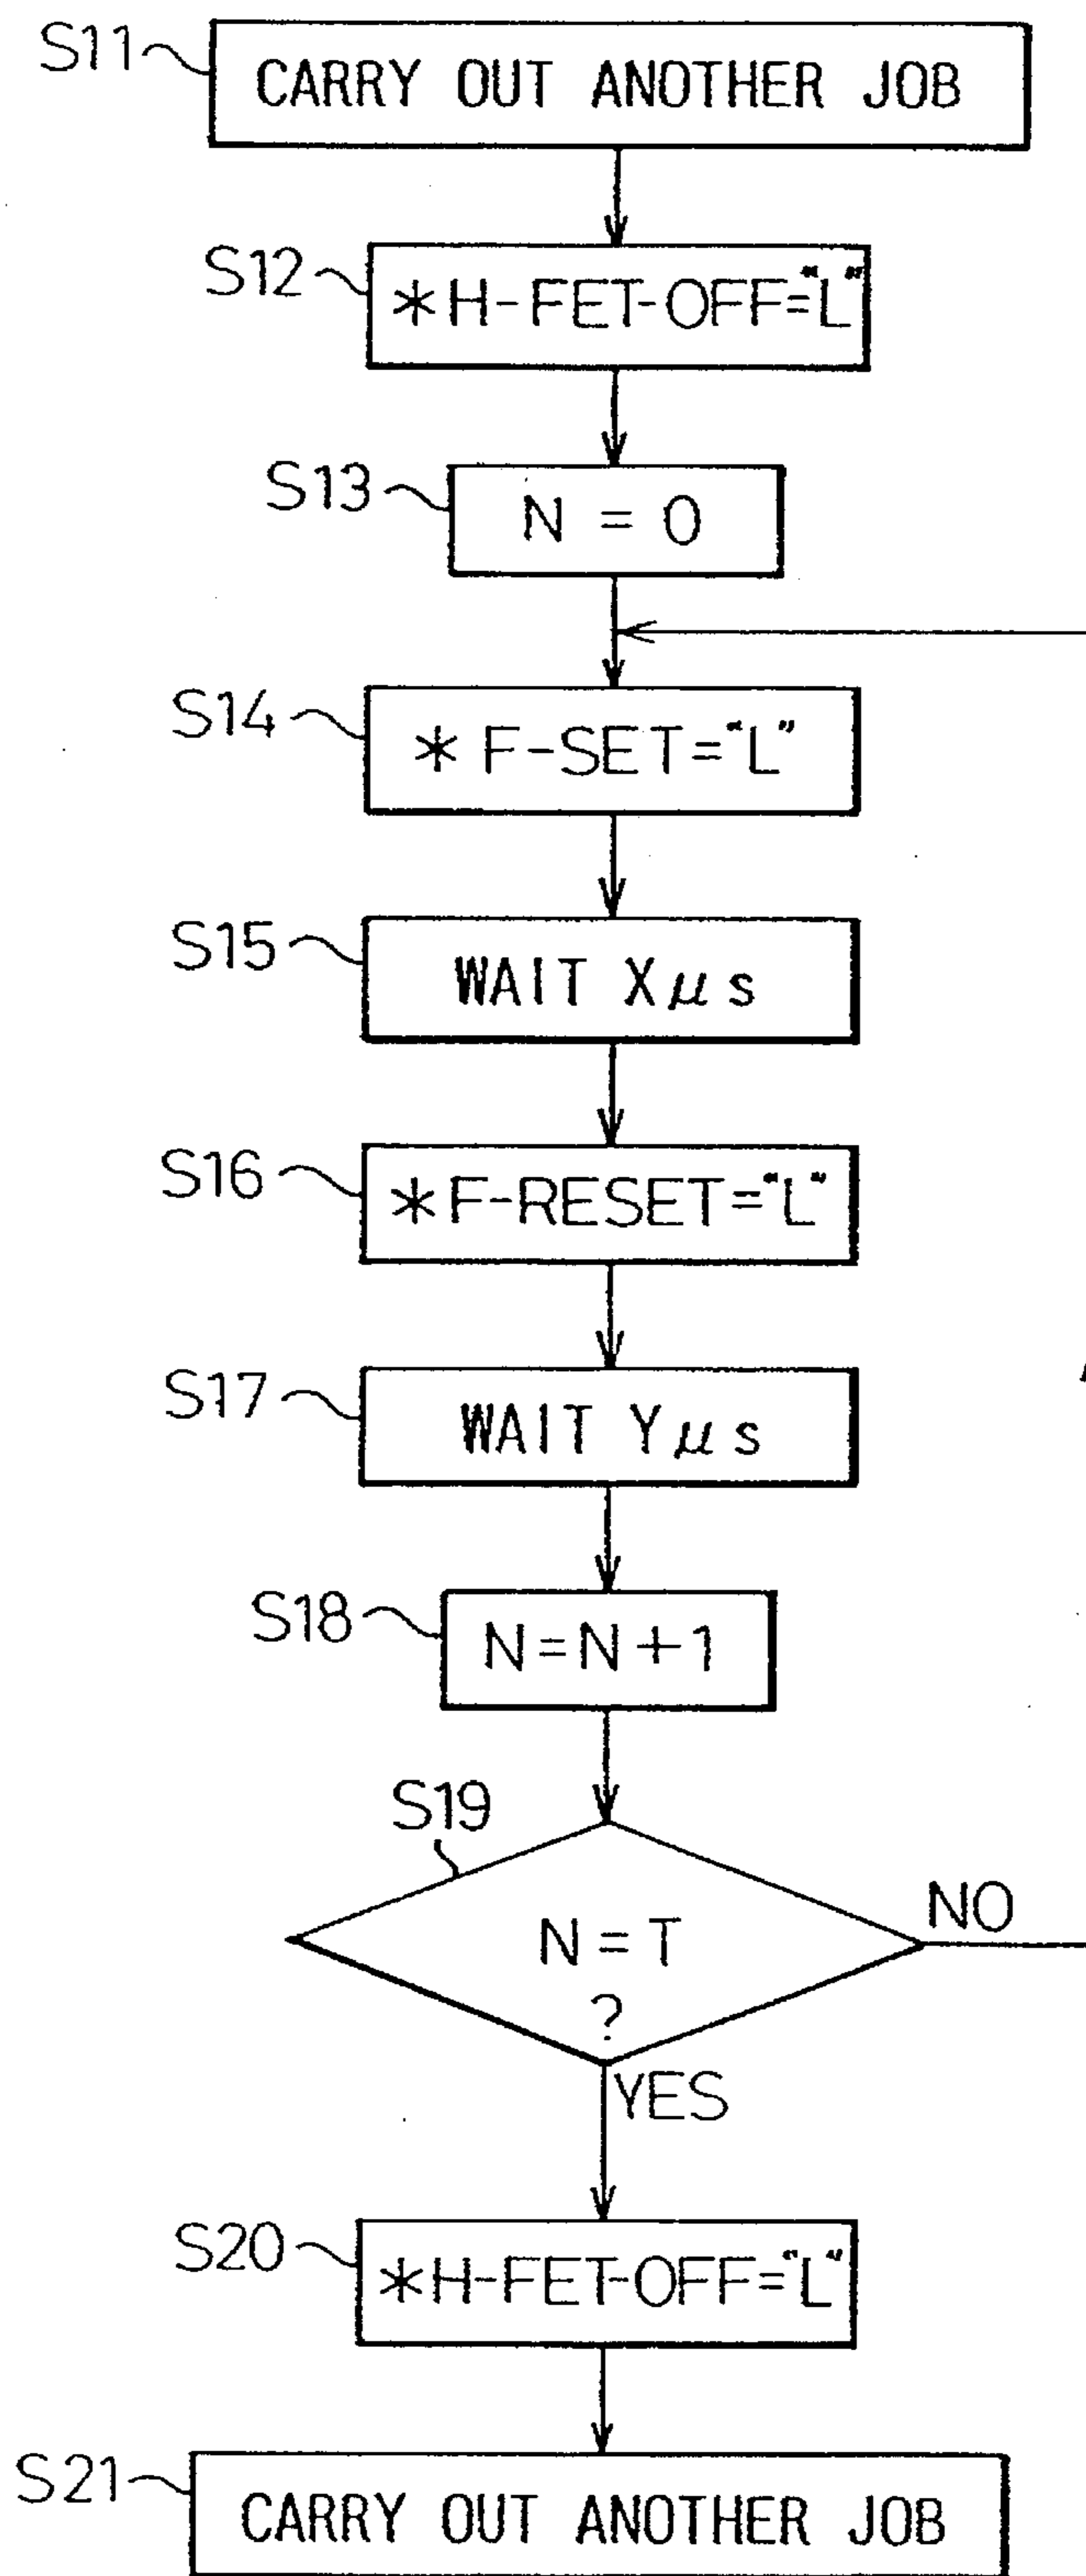 S11
CARRY OUT ANOTHER JOB
S12
*H-FET-OFF="L"
S13
N = 0
S14
* F-SET="L"
S15
WAIT Xμs
S16
*F-RESET="L"
S17
WAIT Yμs
S18
N=N+1
S19
N=T
?
NO
YES
S20
*H-FET-OFF="L"
S21
CARRY OUT ANOTHER JOB